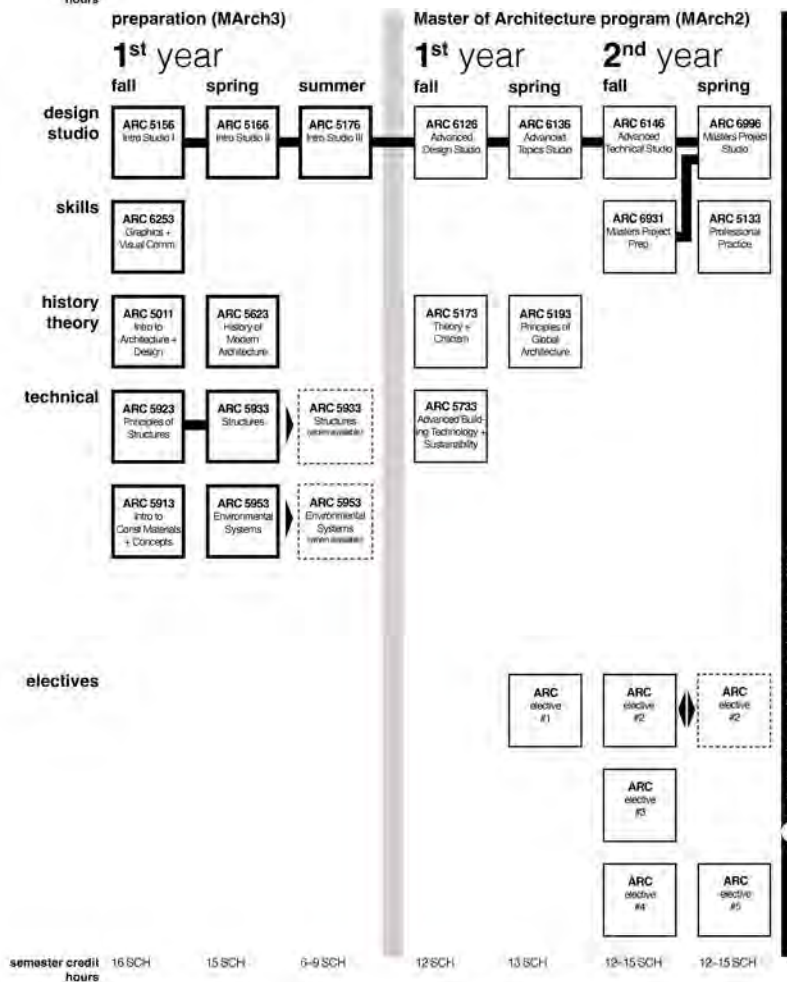 hours
preparation (MArch3)
Master of Architecture program (MArch2)
1st year
1st year
2nd year
fall
spring
summer
fall
spring
fall
spring
design
studio
ARC 5156
Intro Studio I
ARC 5166
Intro Studio II
ARC 5176
Intro Studio III
ARC 6126
Advanced
Design Studio
ARC 6136
Advanced
Topics Studio
ARC 6146
Advanced
Technical Studio
ARC 6996
Masters Project
Studio
skills
ARC 6253
Graphics +
Visual Comm.
ARC 6931
Masters Project
Prep
ARC 5133
Professional
Practice
history
theory
ARC 5011
Intro to
Architecture +
Design
ARC 5623
History of
Modern
Architecture
ARC 5173
Theory +
Criticism
ARC 5193
Principles of
Global
Architecture
technical
ARC 5923
Principles of
Structures
ARC 5933
Structures
ARC 5933
Structures
(when available)
ARC 5733
Advanced Build-
ing Technology +
Sustainability
ARC 5913
Intro to
Const Materials
+ Concepts
ARC 5953
Environmental
Systems
ARC 5953
Environmental
Systems
(when available)
electives
ARC
elective
#1
ARC
elective
#2
ARC
elective
#2
ARC
elective
#3
ARC
elective
#4
ARC
elective
#5
semester credit
hours
16 SCH
15 SCH
6–9 SCH
12 SCH
13 SCH
12–15 SCH
12–15 SCH